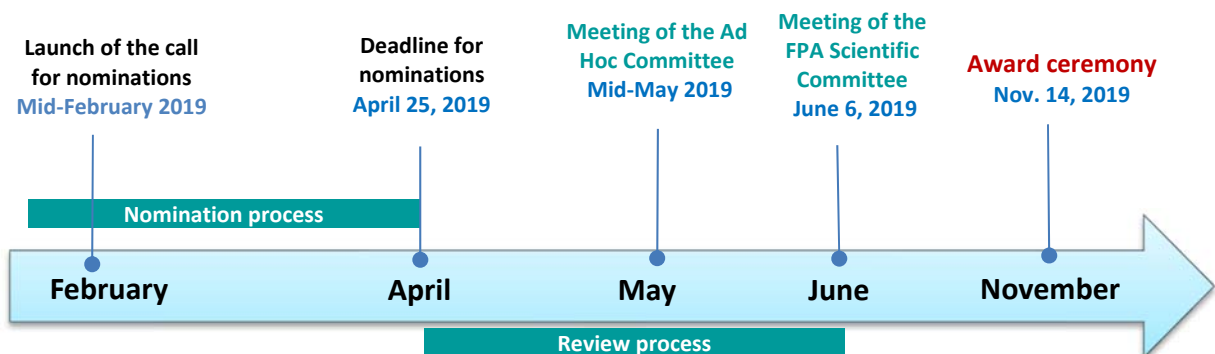 Launch of the call
for nominations
Mid-February 2019
Deadline for
nominations
April 25, 2019
Meeting of the Ad
Hoc Committee
Mid-May 2019
Meeting of the
FPA Scientific
Committee
June 6, 2019
Award ceremony
Nov. 14, 2019
Nomination process
February
April
May
June
November
Review process